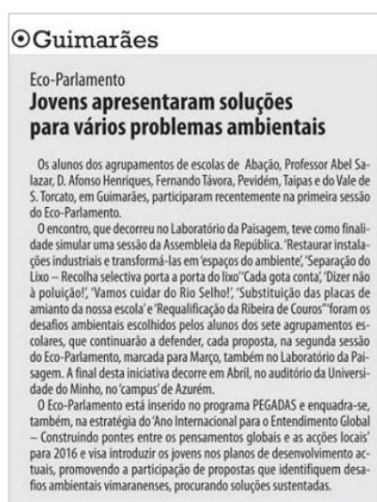 Guimarães
Eco-Parlamento
Jovens apresentaram soluções
para vários problemas ambientais
Os alunos dos agrupamentos de escolas de Abação, Professor Abel Sa-
lazar, D. Afonso Henriques, Fernando Távora, Pevidém, Taipas e do Vale de
S. Torcato, em Guimarães, participaram recentemente na primeira sessão
do Eco-Parlamento.
O encontro, que decorreu no Laboratório da Paisagem, teve como finali-
dade simular uma sessão da Assembleia da República. 'Restaurar instala-
ções industriais e transformá-las em 'espaços do ambiente', 'Separação do
Lixo – Recolha selectiva porta a porta do lixo' 'Cada gota conta', 'Dizer não
à poluição!', 'Vamos cuidar do Rio Selho!', 'Substituição das placas de
amianto da nossa escola' e 'Requalificação da Ribeira de Couros" 'foram os
desafios ambientais escolhidos pelos alunos dos sete agrupamentos es-
colares, que continuarão a defender, cada proposta, na segunda sessão
do Eco-Parlamento, marcada para Março, também no Laboratório da Pai-
sagem. A final desta iniciativa decorre em Abril, no auditório da Universi-
dade do Minho, no 'campus' de Azurém.
O Eco-Parlamento está inserido no programa PEGADAS e enquadra-se,
também, na estratégia do 'Ano Internacional para o Entendimento Global
– Construindo pontes entre os pensamentos globais e as acções locais'
para 2016 e visa introduzir os jovens nos planos de desenvolvimento ac-
tuais, promovendo a participação de propostas que identifiquem desa-
fios ambientais vimaranenses, procurando soluções sustentadas.